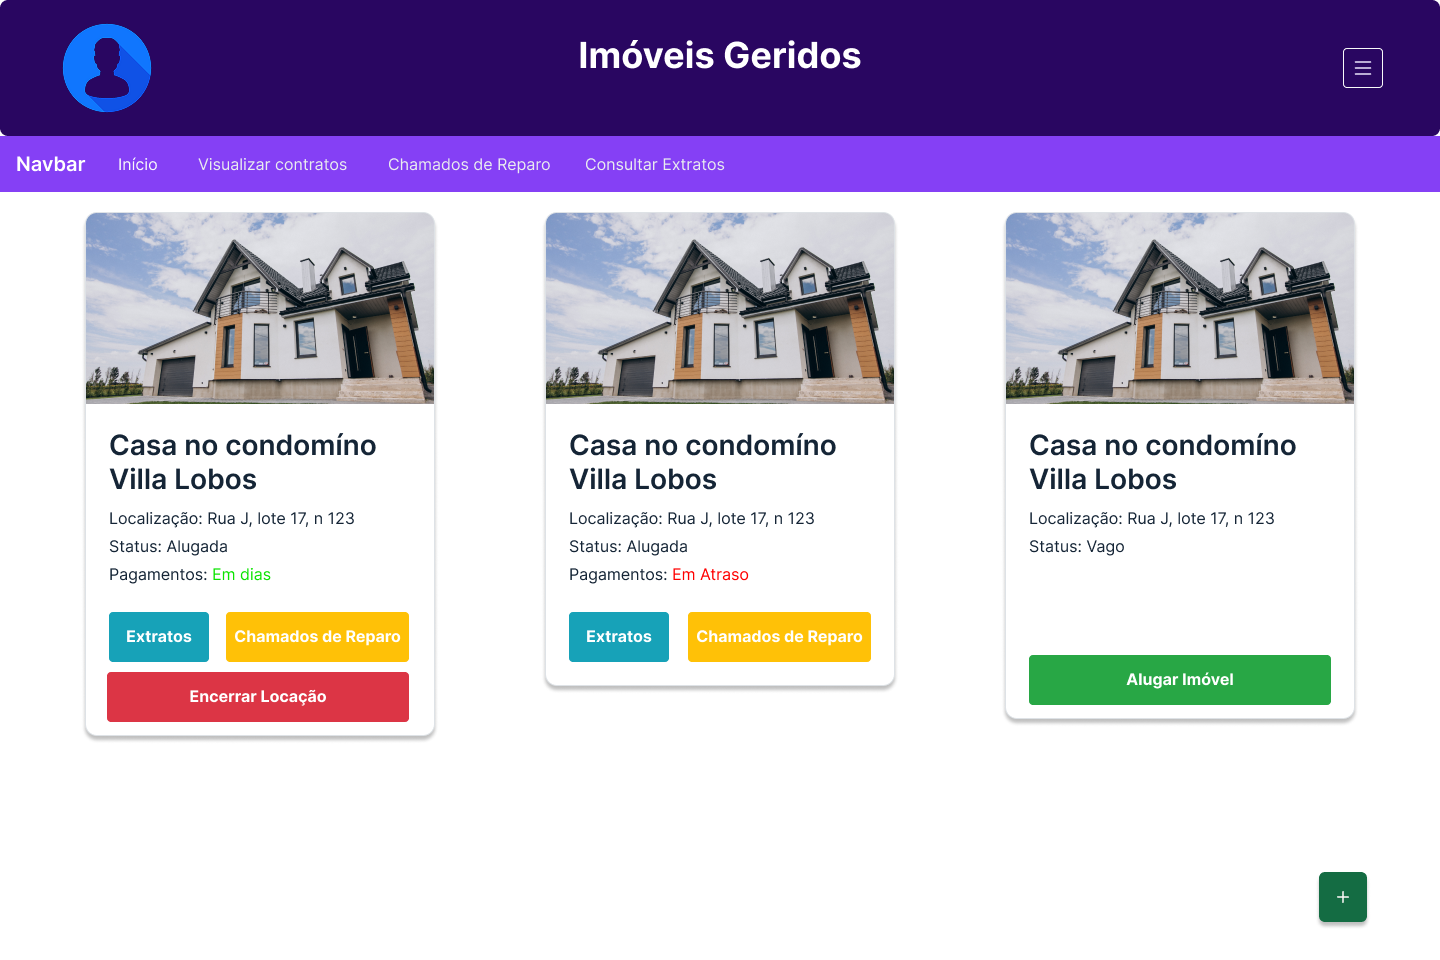 Imóveis Geridos
Navbar Início Visualizar contratos Chamados de Reparo Consultar Extratos
Casa no condomíno
Villa Lobos
Localização: Rua J, lote 17, n 123
Status: Alugada
Pagamentos: Em dias
Extratos Chamados de Reparo
Encerrar Locação
Casa no condomíno
Villa Lobos
Localização: Rua J, lote 17, n 123
Status: Alugada
Pagamentos: Em Atraso
Extratos Chamados de Reparo
Casa no condomíno
Villa Lobos
Localização: Rua J, lote 17, n 123
Status: Vago
Alugar Imóvel
+